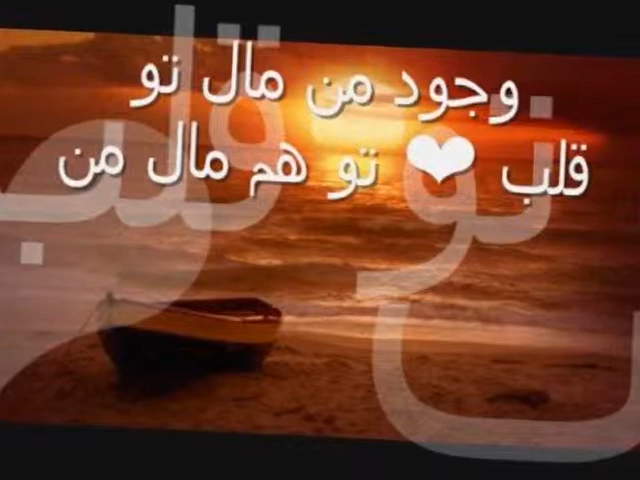 وجود من مال تو
قلب ❤ تو هم مال من